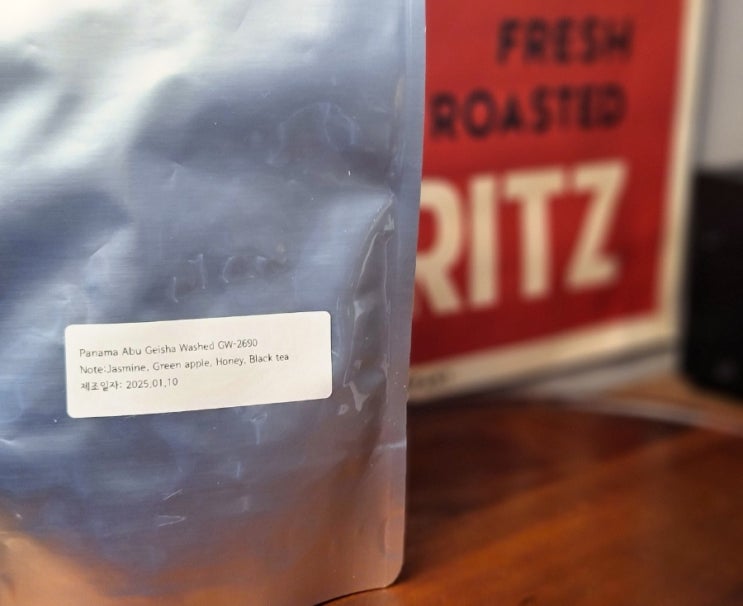 Panama Abu Geisha Washed GW-2690
Note:Jasmine, Green apple, Honey, Black tea
제조일자: 2025.01.10
FRESH
ROASTED
RITZ